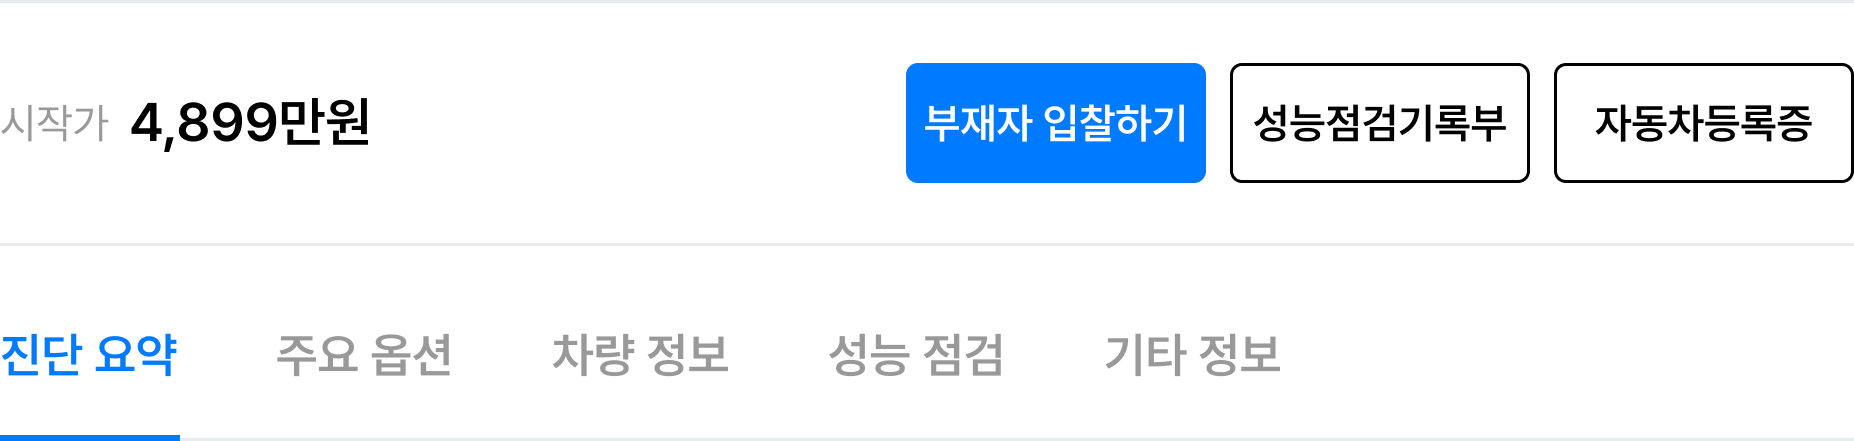 시작가 4,899만원 부재자 입찰하기 성능점검기록부 자동차등록증
진단 요약 주요 옵션 차량 정보 성능 점검 기타 정보